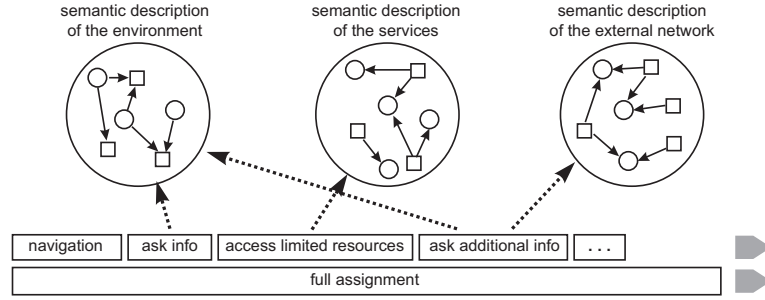 semantic description
of the environment
semantic description
of the services
semantic description
of the external network
navigation
ask info
access limited resources
ask additional info
. . .
full assignment